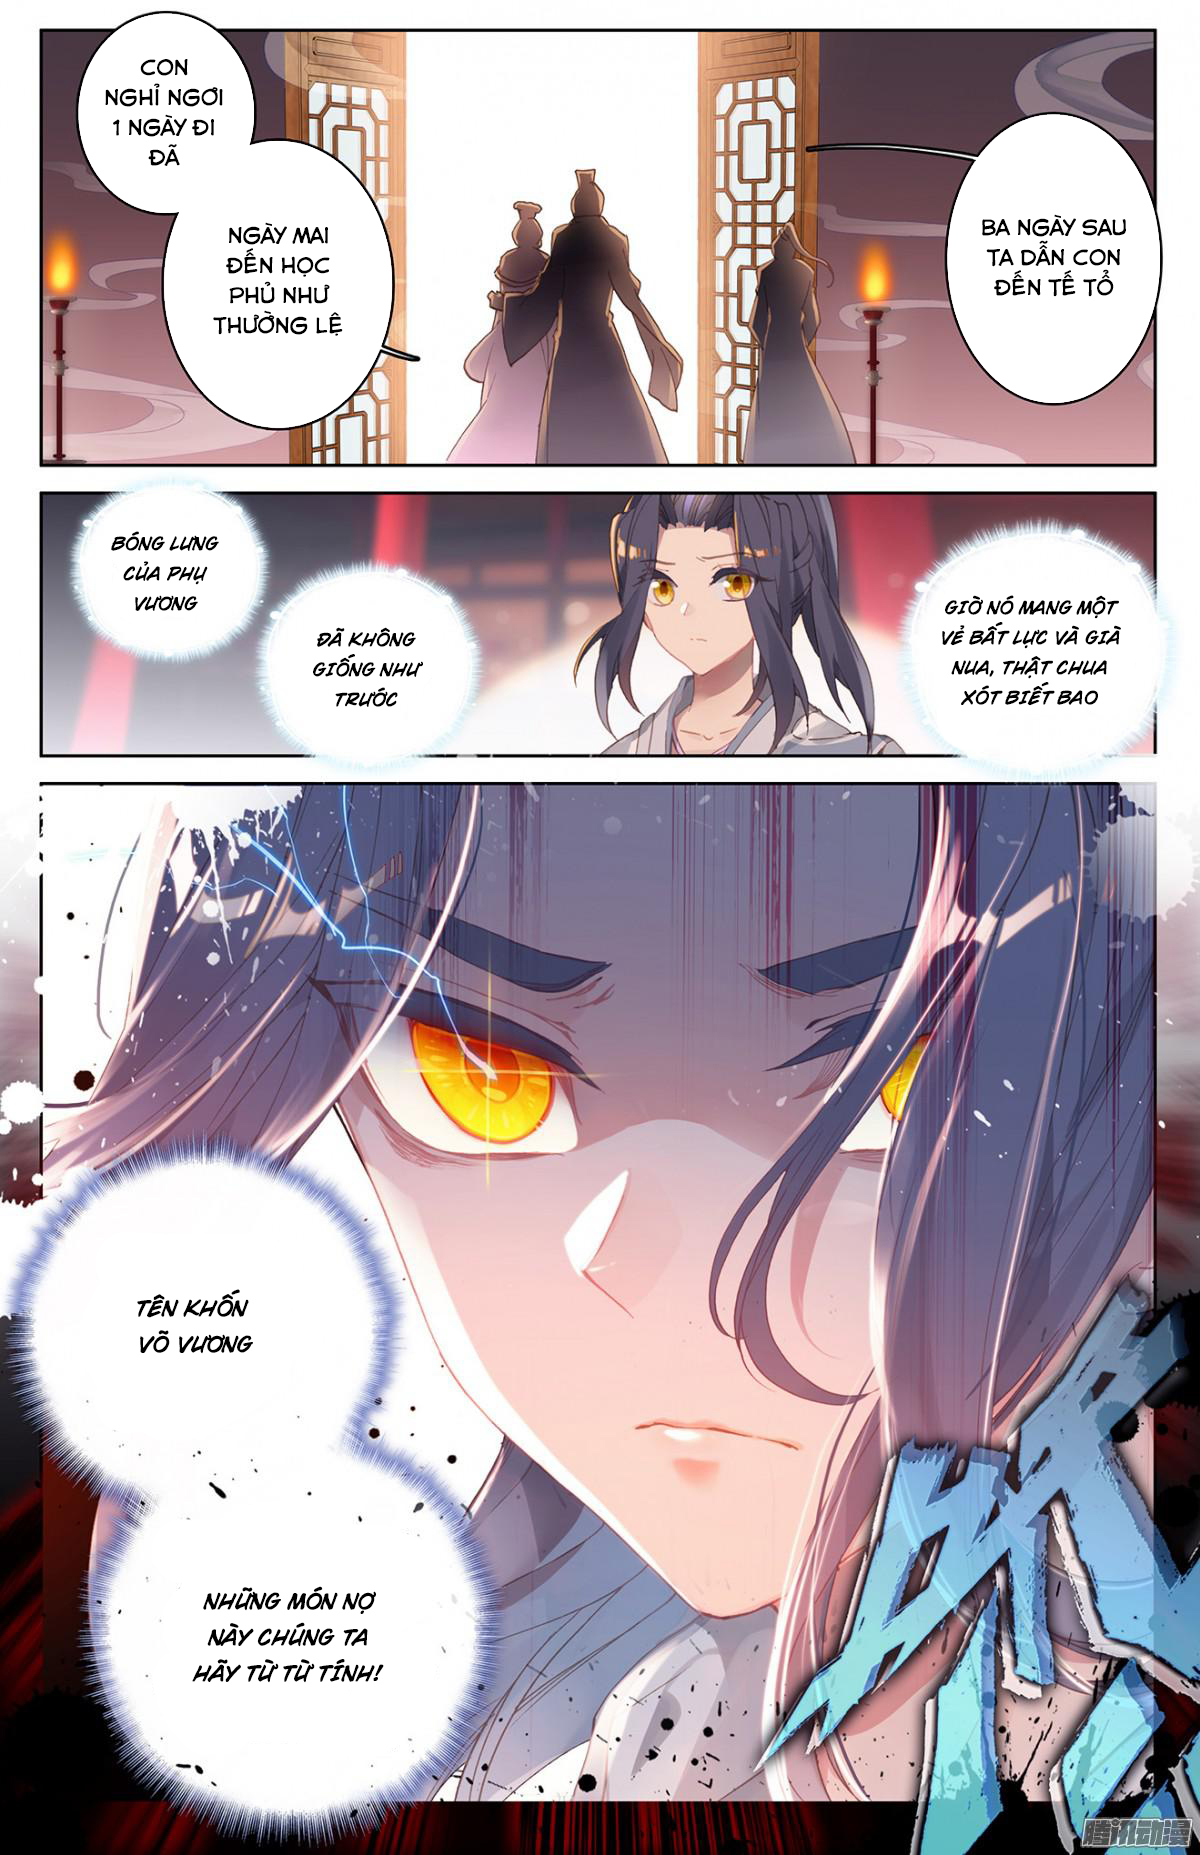 CON
NGHỈ NGƠI
1 NGÀY ĐI
ĐÃ
NGÀY MAI
ĐẾN HỌC
PHỦ NHƯ
THƯỜNG LỆ
BA NGÀY SAU
TA DẪN CON
ĐẾN TẾ TỔ
BÓNG LƯNG
CỦA PHỤ
VƯƠNG
ĐÃ KHÔNG
GIỐNG NHƯ
TRƯỚC
GIỜ NÓ MANG MỘT
VẺ BẤT LỰC VÀ GIÀ
NUA, THẬT CHUA
XÓT BIẾT BAO
TÊN KHỐN
VÕ VƯƠNG
NHỮNG MÓN NỢ
NÀY CHÚNG TA
HÃY TỪ TỪ TÍNH!
腾讯动漫